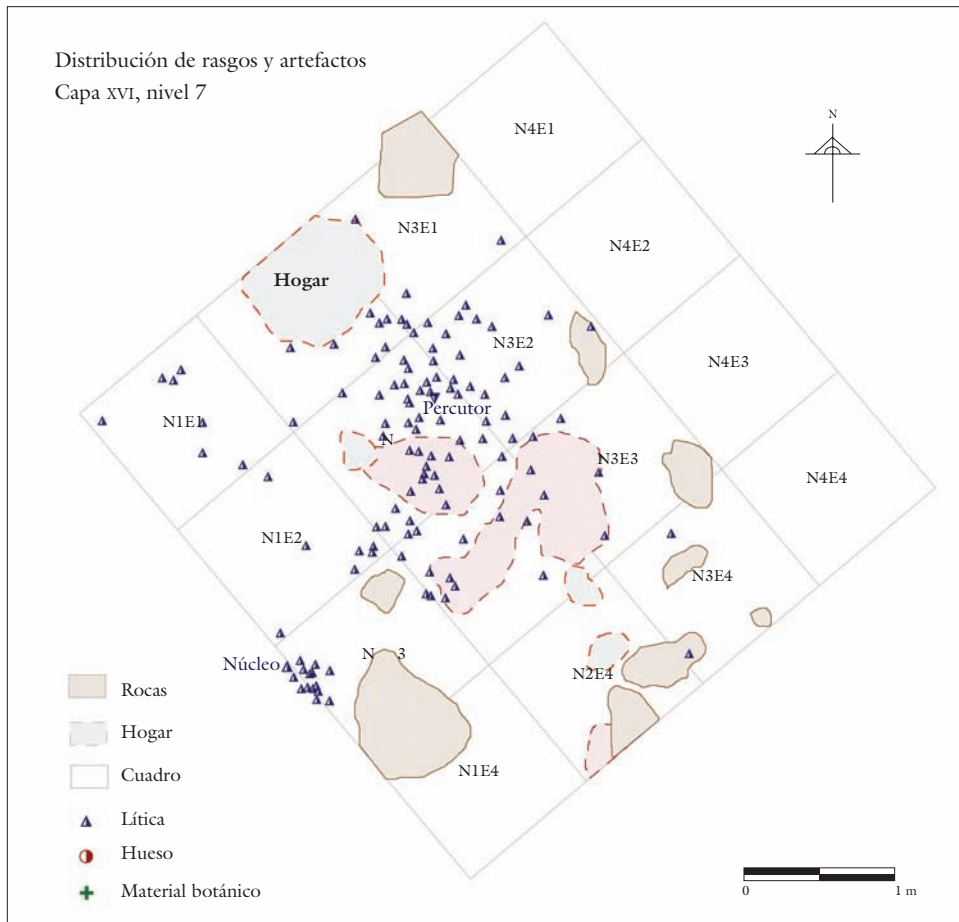 Distribución de rasgos y artefactos
Capa XVI, nivel 7
N
N4E1
N3E1
N4E2
Hogar
N3E2
N4E3
Percutor
N1E1
N
N3E3
N4E4
N1E2
N3E4
Núcleo
N 3
N2E4
N1E4
Rocas
Hogar
Cuadro
Lítica
Hueso
Material botánico
0 1 m